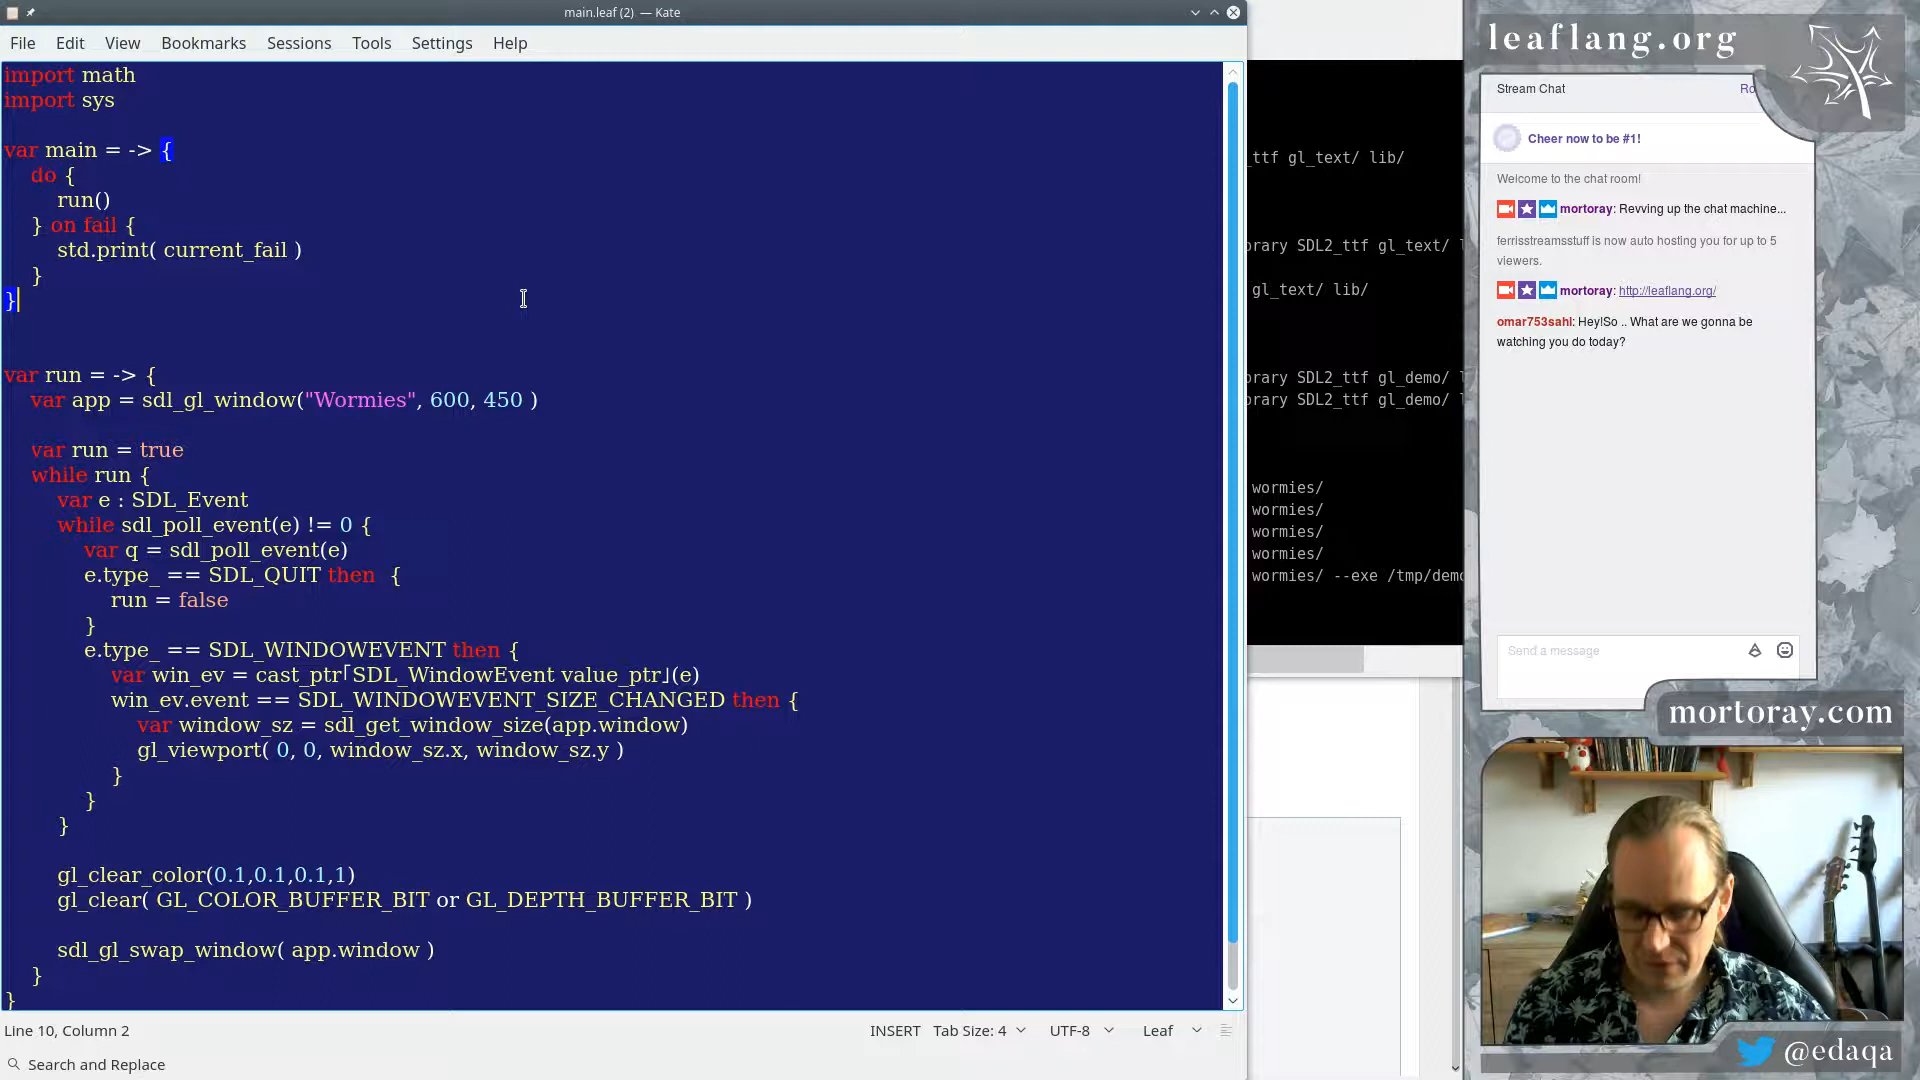 main.leaf (2) — Kate
File Edit View Bookmarks Sessions Tools Settings Help
import math
import sys
var main = -> {
do {
run()
} on fail {
std.print( current_fail )
}
}
var run = -> {
var app = sdl_gl_window("Wormies", 600, 450 )
var run = true
while run {
var e : SDL_Event
while sdl_poll_event(e) != 0 {
var q = sdl_poll_event(e)
e.type_ == SDL_QUIT then {
run = false
}
e.type_ == SDL_WINDOWEVENT then {
var win_ev = cast_ptr「SDL_WindowEvent value_ptr」(e)
win_ev.event == SDL_WINDOWEVENT_SIZE_CHANGED then {
var window_sz = sdl_get_window_size(app.window)
gl_viewport( 0, 0, window_sz.x, window_sz.y )
}
}
}
gl_clear_color(0.1,0.1,0.1,1)
gl_clear( GL_COLOR_BUFFER_BIT or GL_DEPTH_BUFFER_BIT )
sdl_gl_swap_window( app.window )
}
}
Line 10, Column 2 INSERT Tab Size: 4 UTF-8 Leaf
Search and Replace
_ttf gl_text/ lib/
brary SDL2_ttf gl_text/ l
gl_text/ lib/
brary SDL2_ttf gl_demo/ l
brary SDL2_ttf gl_demo/ l
wormies/
wormies/
wormies/
wormies/
wormies/ --exe /tmp/demo
leaflang.org
Stream Chat Ro
Cheer now to be #1!
Welcome to the chat room!
mortoray: Revving up the chat machine...
ferrisstreamsstuff is now auto hosting you for up to 5
viewers.
mortoray: http://leaflang.org/
omar753sahl: Hey!So .. What are we gonna be
watching you do today?
Send a message
mortoray.com
@edaqa